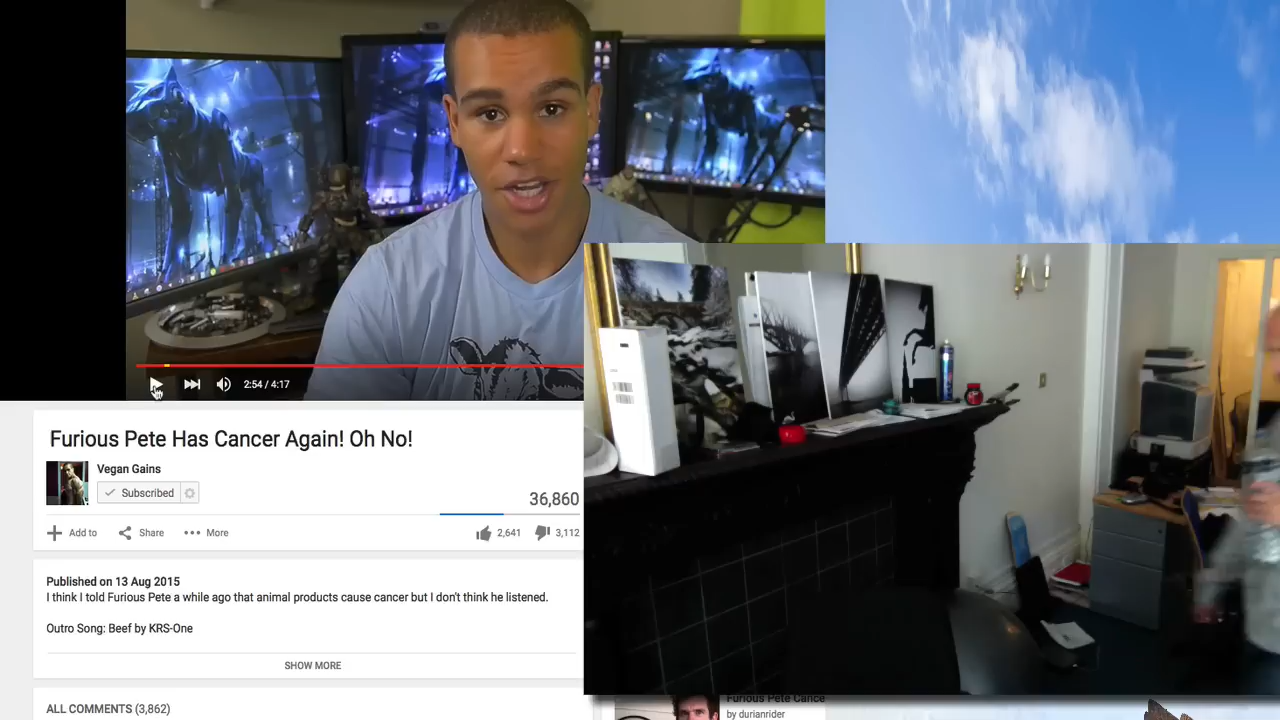 2:54 / 4:17
Furious Pete Has Cancer Again! Oh No!
Vegan Gains
Subscribed
36,860
Add to Share More 2,641 3,112
Published on 13 Aug 2015
I think I told Furious Pete a while ago that animal products cause cancer but I don't think he listened.
Outro Song: Beef by KRS-One
SHOW MORE
ALL COMMENTS (3,862)
Furious Pete Cance
by durianrider